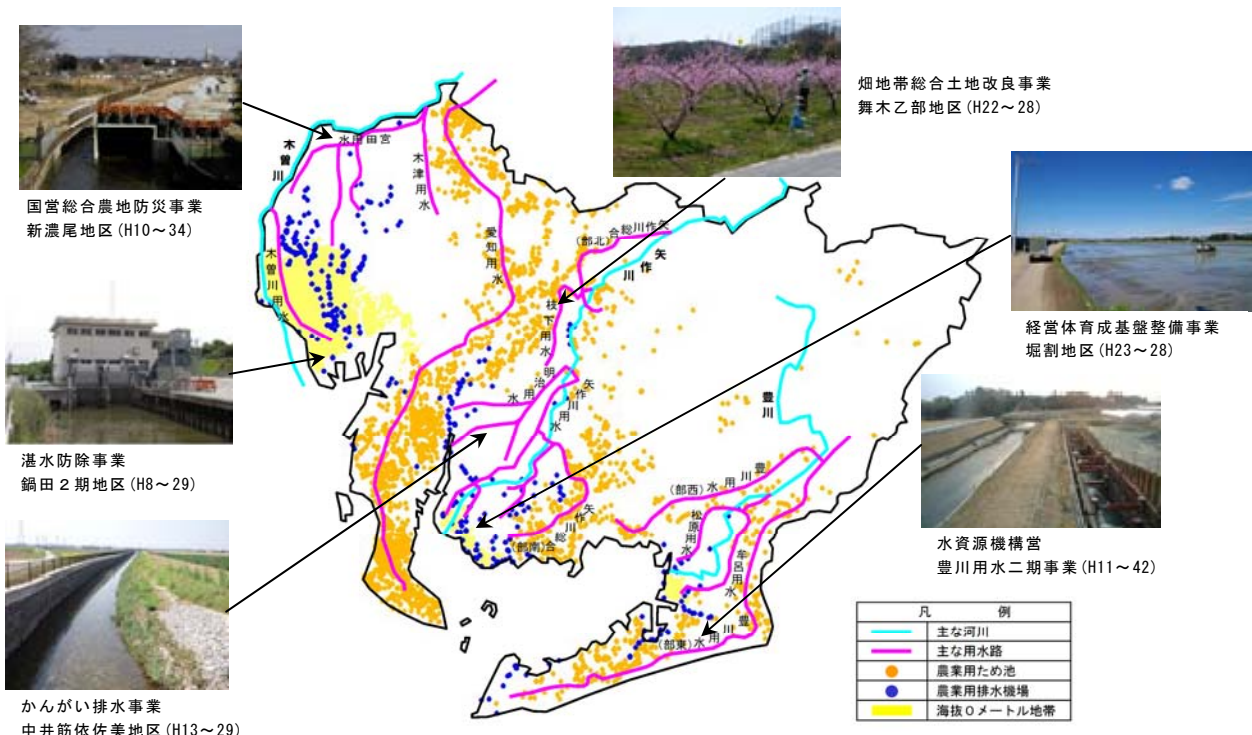 国営総合農地防災事業
新濃尾地区(H10～34)
湛水防除事業
鍋田２期地区(H8～29)
かんがい排水事業
中井筋依佐美地区(H13～29)
畑地帯総合土地改良事業
舞木乙部地区(H22～28)
経営体育成基盤整備事業
堀割地区(H23～28)
水資源機構営
豊川用水二期事業(H11～42)
木曽川
宮田用水
木津用水
愛知用水
木曽川用水
矢作川総合(北部)
矢作川
枝下用水
明治用水
矢作川用水
矢作川総合(南部)
豊川
豊川用水(西部)
松原用水
牟呂用水
豊川用水(東部)
凡 例
主な河川
主な用水路
農業用ため池
農業用排水機場
海抜０メートル地帯